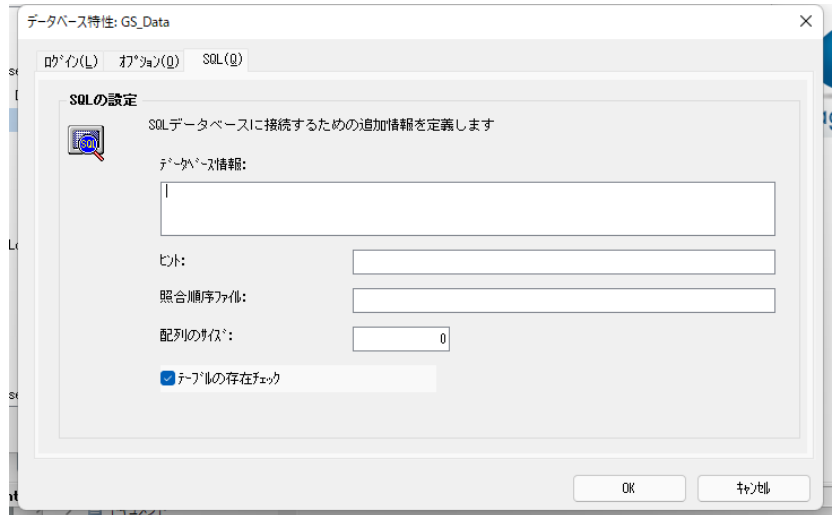 データベース特性: GS_Data
ログイン(L) オプション(O) SQL(Q)
SQLの設定
SQLデータベースに接続するための追加情報を定義します
データベース情報:
ヒント:
照合順序ファイル:
配列のサイズ:
0
テーブルの存在チェック
OK キャンセル